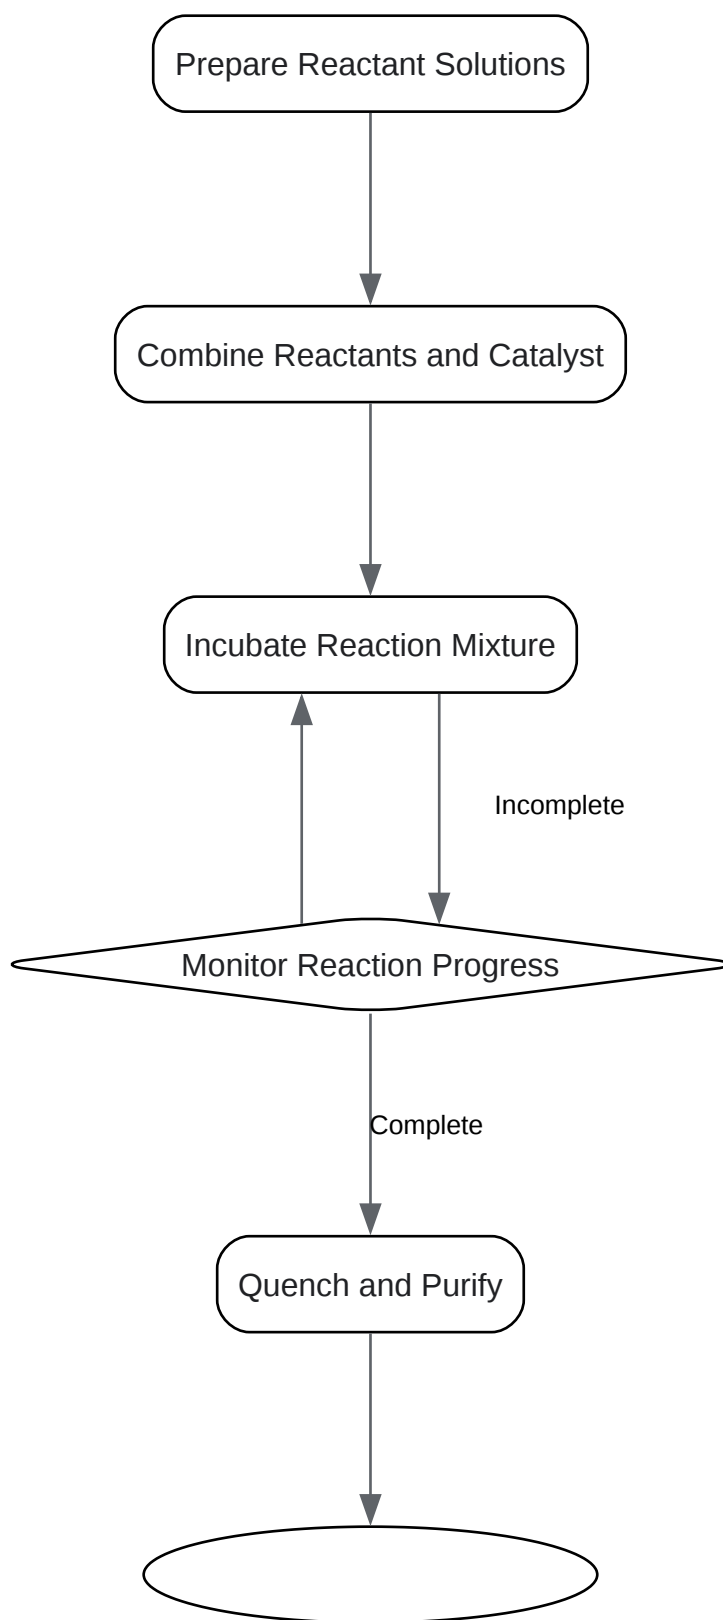 Prepare Reactant Solutions
Combine Reactants and Catalyst
Incubate Reaction Mixture
Incomplete
Monitor Reaction Progress
Complete
Quench and Purify